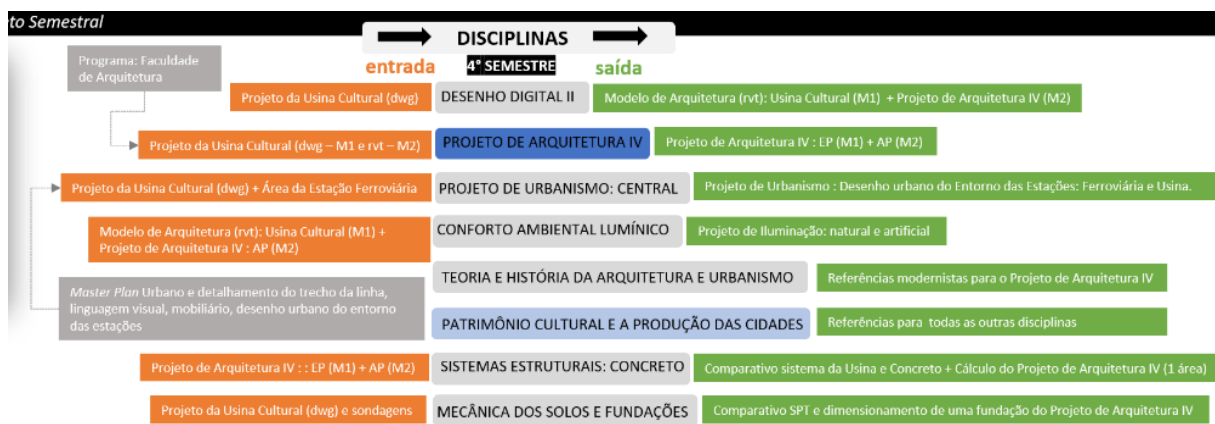 to Semestral
DISCIPLINAS
Programa: Faculdade
de Arquitetura
entrada
4° SEMESTRE
saída
Projeto da Usina Cultural (dwg)
DESENHO DIGITAL II
Modelo de Arquitetura (rvt): Usina Cultural (M1) + Projeto de Arquitetura IV (M2)
Projeto da Usina Cultural (dwg – M1 e rvt – M2)
PROJETO DE ARQUITETURA IV
Projeto de Arquitetura IV : EP (M1) + AP (M2)
Projeto da Usina Cultural (dwg) + Área da Estação Ferroviária
PROJETO DE URBANISMO: CENTRAL
Projeto de Urbanismo : Desenho urbano do Entorno das Estações: Ferroviária e Usina.
Modelo de Arquitetura (rvt): Usina Cultural (M1) +
Projeto de Arquitetura IV : AP (M2)
CONFORTO AMBIENTAL LUMÍNICO
Projeto de Iluminação: natural e artificial
TEORIA E HISTÓRIA DA ARQUITETURA E URBANISMO
Referências modernistas para o Projeto de Arquitetura IV
Master Plan Urbano e detalhamento do trecho da linha,
linguagem visual, mobiliário, desenho urbano do entorno
das estações
PATRIMÔNIO CULTURAL E A PRODUÇÃO DAS CIDADES
Referências para todas as outras disciplinas
Projeto de Arquitetura IV : : EP (M1) + AP (M2)
SISTEMAS ESTRUTURAIS: CONCRETO
Comparativo sistema da Usina e Concreto + Cálculo do Projeto de Arquitetura IV (1 área)
Projeto da Usina Cultural (dwg) e sondagens
MECÂNICA DOS SOLOS E FUNDAÇÕES
Comparativo SPT e dimensionamento de uma fundação do Projeto de Arquitetura IV